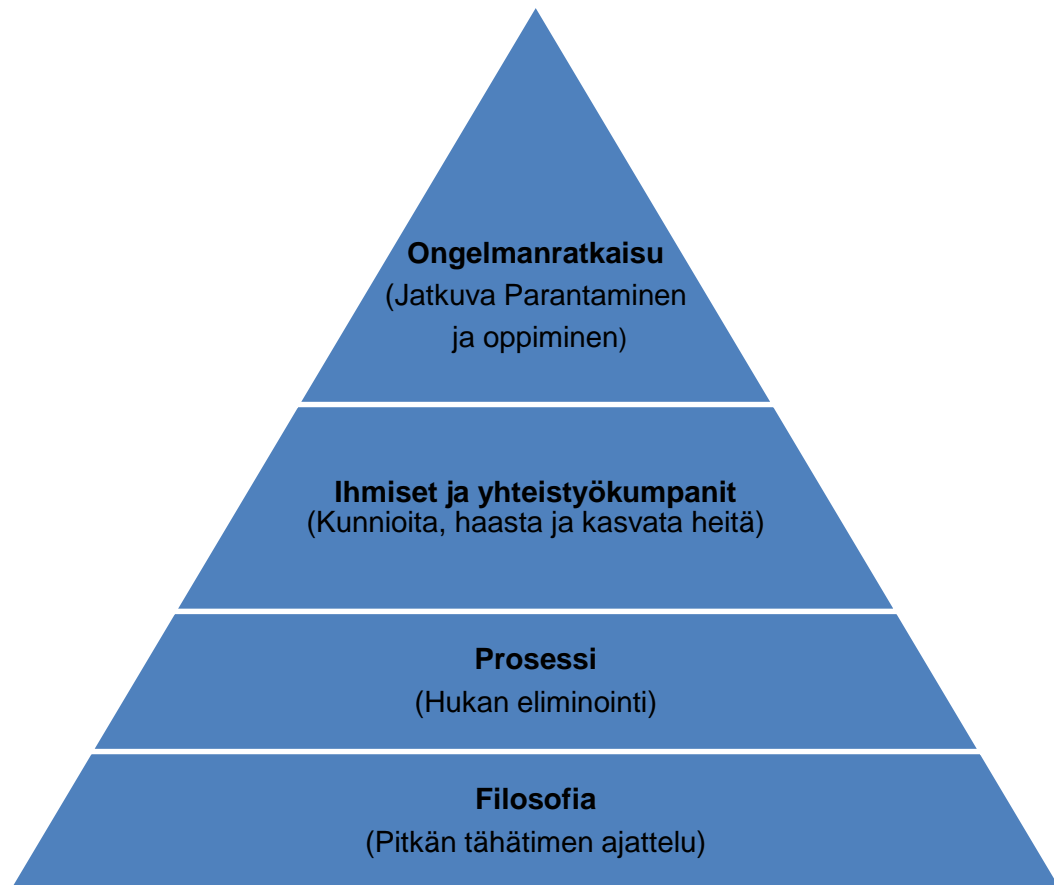 Ongelmanratkaisu
(Jatkuva Parantaminen
ja oppiminen)
Ihmiset ja yhteistyökumpanit
(Kunnioita, haasta ja kasvata heitä)
Prosessi
(Hukan eliminointi)
Filosofia
(Pitkän tähätimen ajattelu)